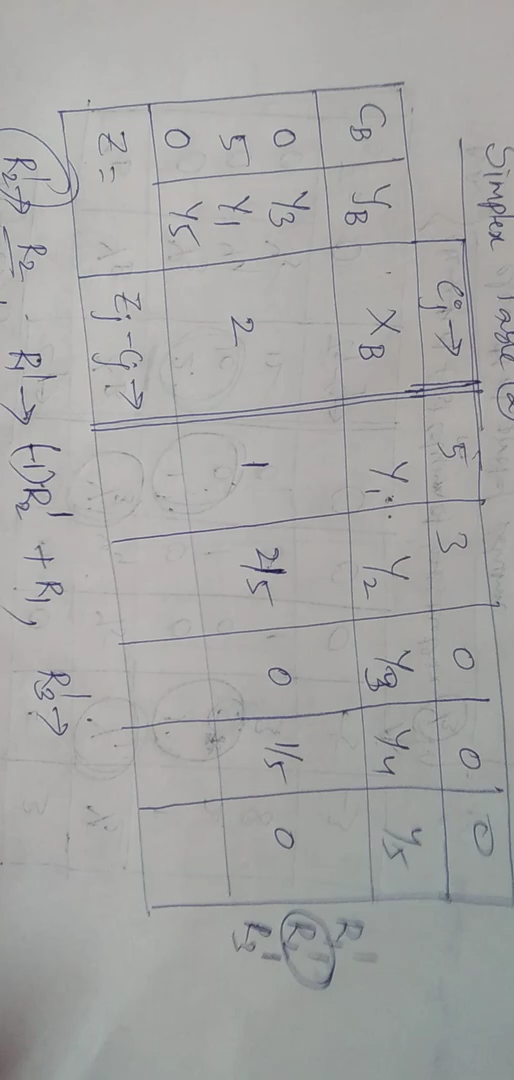 Simplex Table (2)
Cj → 5 3 0 0 0
CB YB XB Y1 Y2 Y3 Y4 Y5
0 Y3 R1'
5 Y1 2 1 2/5 0 1/5 0 R2'
0 Y5 R3'
Z = Zj - Cj →
R2' → R2 R1' → (-1)R2' + R1, R3' →